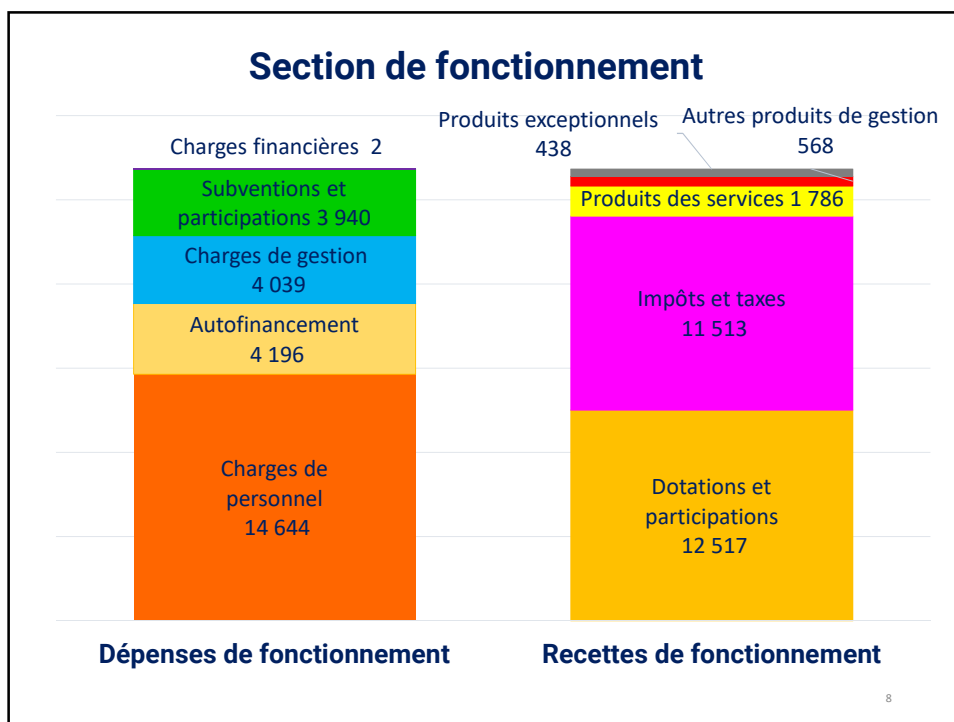 Section de fonctionnement
Charges financières 2
Subventions et
participations 3 940
Charges de gestion
4 039
Autofinancement
4 196
Charges de
personnel
14 644
Dépenses de fonctionnement
Produits exceptionnels
438
Autres produits de gestion
568
Produits des services 1 786
Impôts et taxes
11 513
Dotations et
participations
12 517
Recettes de fonctionnement
8